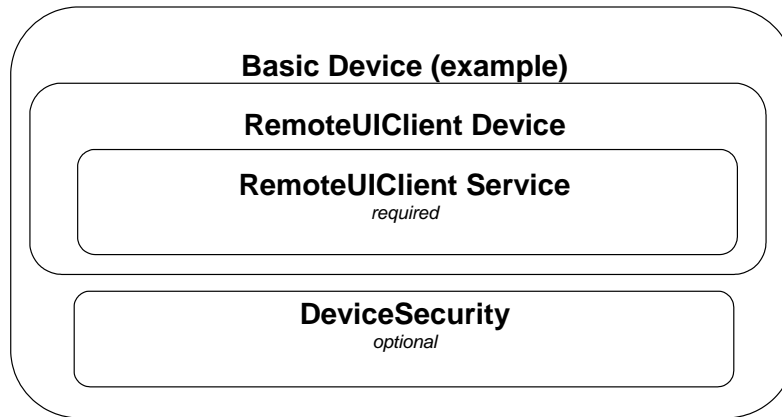 Basic Device (example)
RemoteUIClient Device
RemoteUIClient Service
required
DeviceSecurity
optional